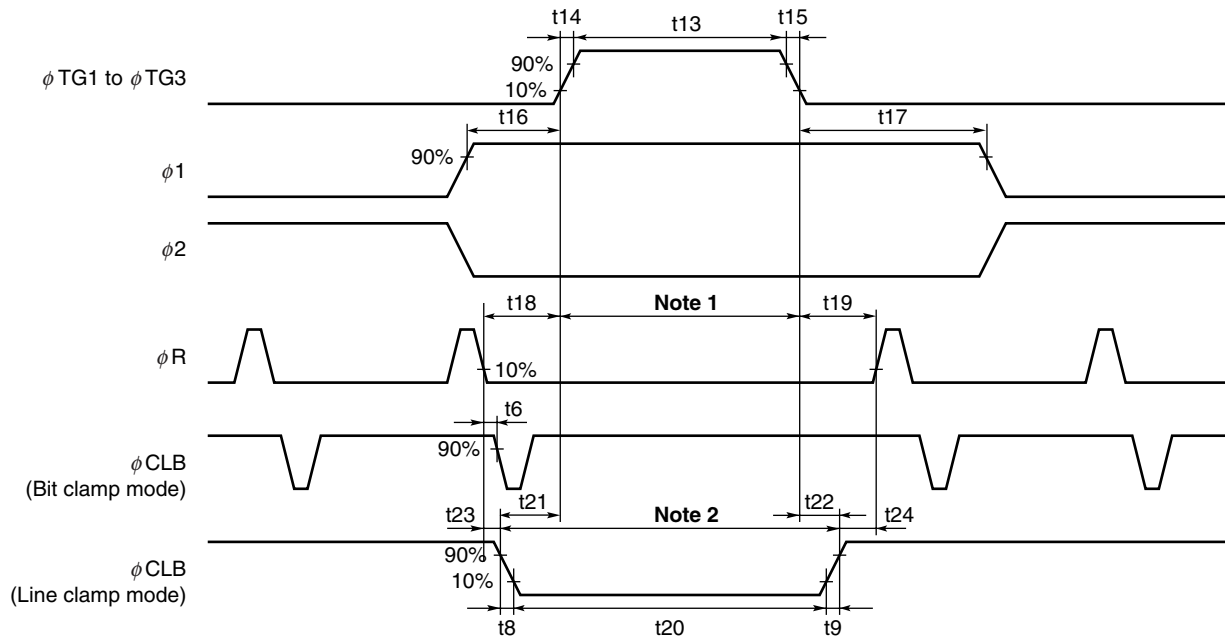 t14 t13 t15
φTG1 to φTG3
90%
10%
t16 t17
φ1
90%
φ2
t18 Note 1 t19
φR
10%
t6
φCLB
(Bit clamp mode)
90%
t21 t22
t23 Note 2 t24
φCLB
(Line clamp mode)
90%
10%
t8 t20 t9